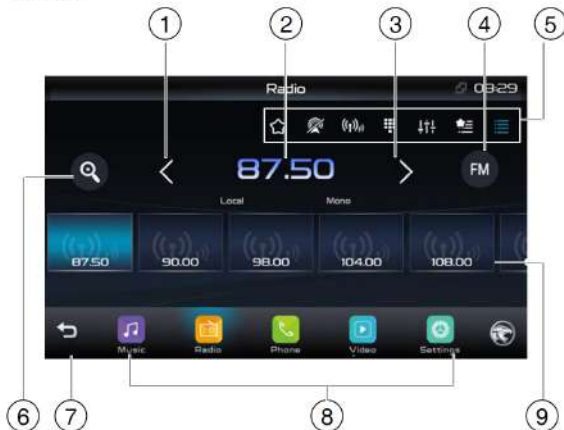 1 2 3 4 5
Radio 09:29
87.50 FM
Local Mono
87.50 90.00 98.00 104.00 108.00
Music Radio Phone Video Settings
6 7 8 9